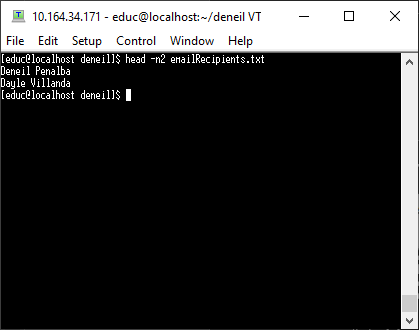 10.164.34.171 - educ@localhost:~/deneil VT
File Edit Setup Control Window Help
[educ@localhost deneil]$ head -n2 emailRecipients.txt
Deneil Penalba
Dayle Villanda
[educ@localhost deneil]$